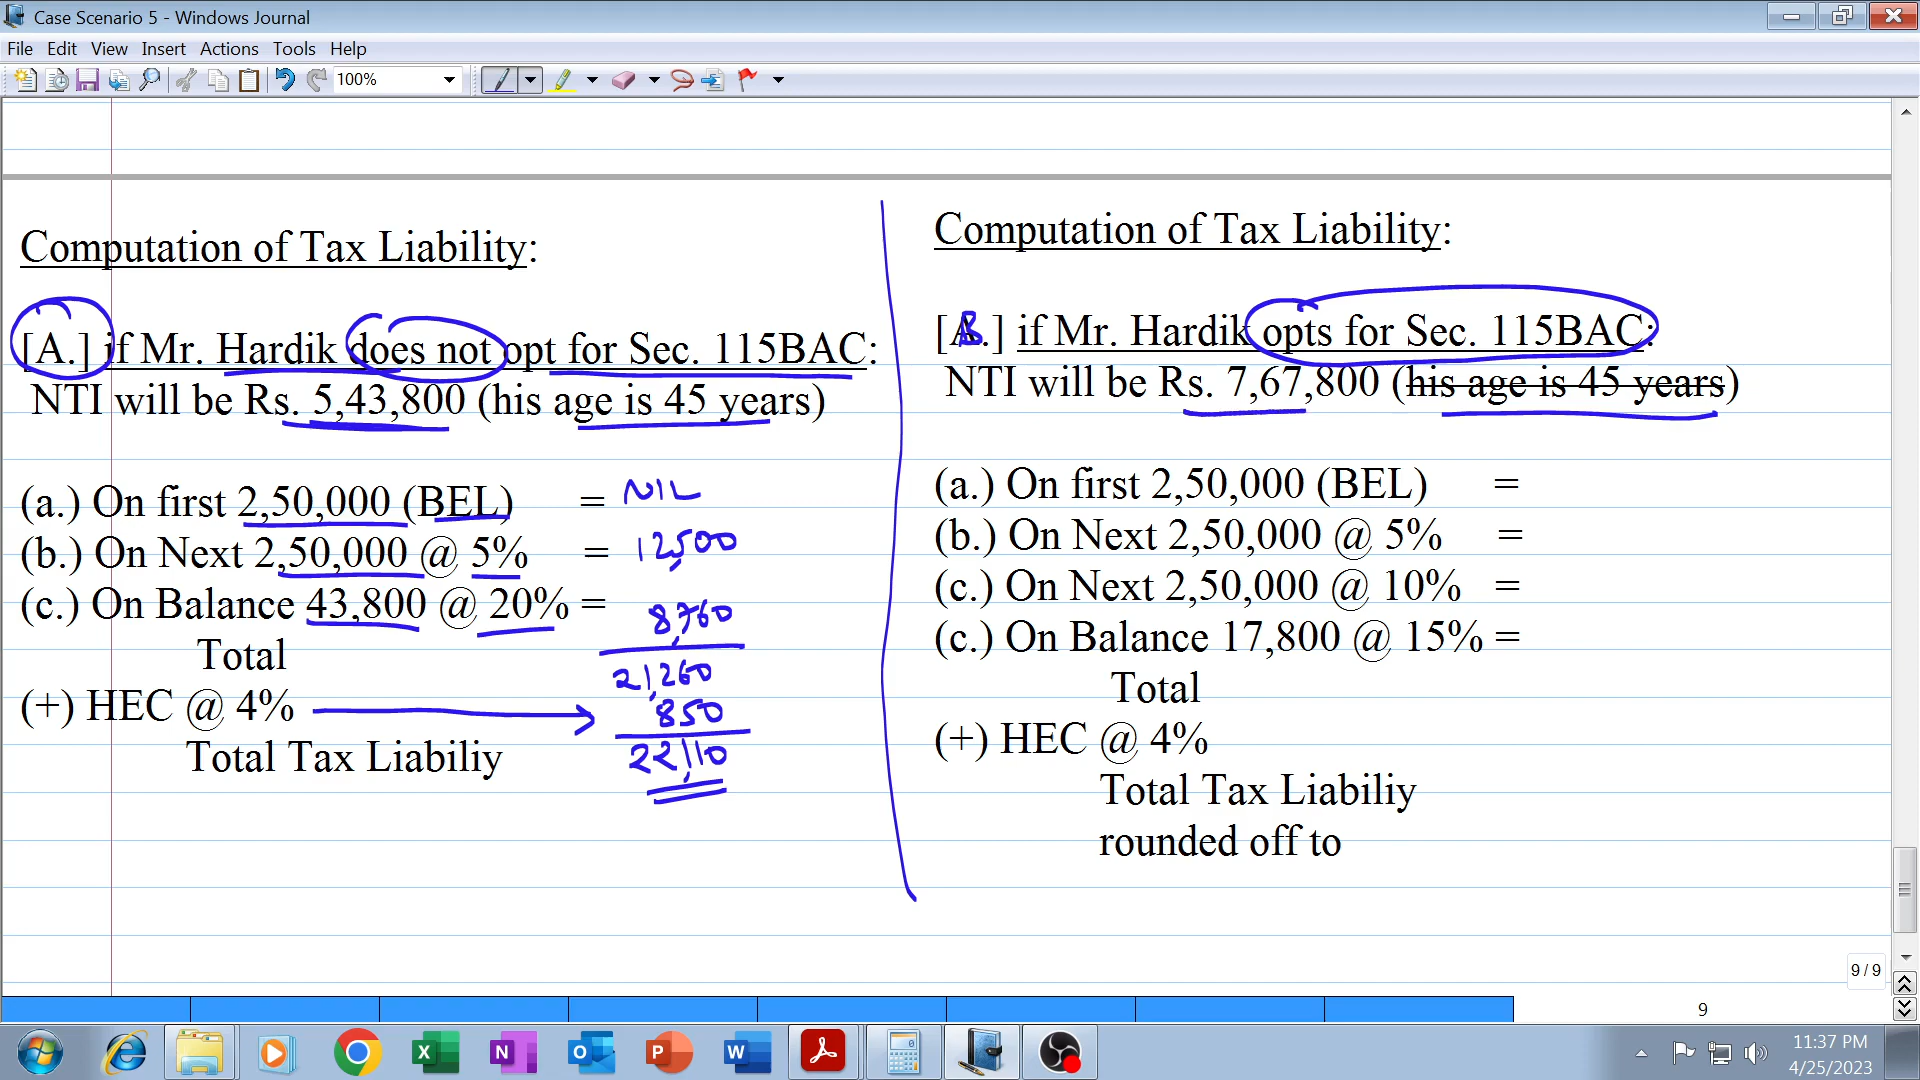 Case Scenario 5 - Windows Journal
File Edit View Insert Actions Tools Help
100%
Computation of Tax Liability:
[A.] if Mr. Hardik does not opt for Sec. 115BAC:
NTI will be Rs. 5,43,800 (his age is 45 years)
(a.) On first 2,50,000 (BEL) = NIL
(b.) On Next 2,50,000 @ 5% = 12,500
(c.) On Balance 43,800 @ 20% = 8,760
Total 21,260
(+) HEC @ 4% 850
Total Tax Liabiliy 22,110
Computation of Tax Liability:
[B.] if Mr. Hardik opts for Sec. 115BAC:
NTI will be Rs. 7,67,800 (his age is 45 years)
(a.) On first 2,50,000 (BEL) =
(b.) On Next 2,50,000 @ 5% =
(c.) On Next 2,50,000 @ 10% =
(c.) On Balance 17,800 @ 15% =
Total
(+) HEC @ 4%
Total Tax Liabiliy
rounded off to
9 / 9
9
11:37 PM
4/25/2023